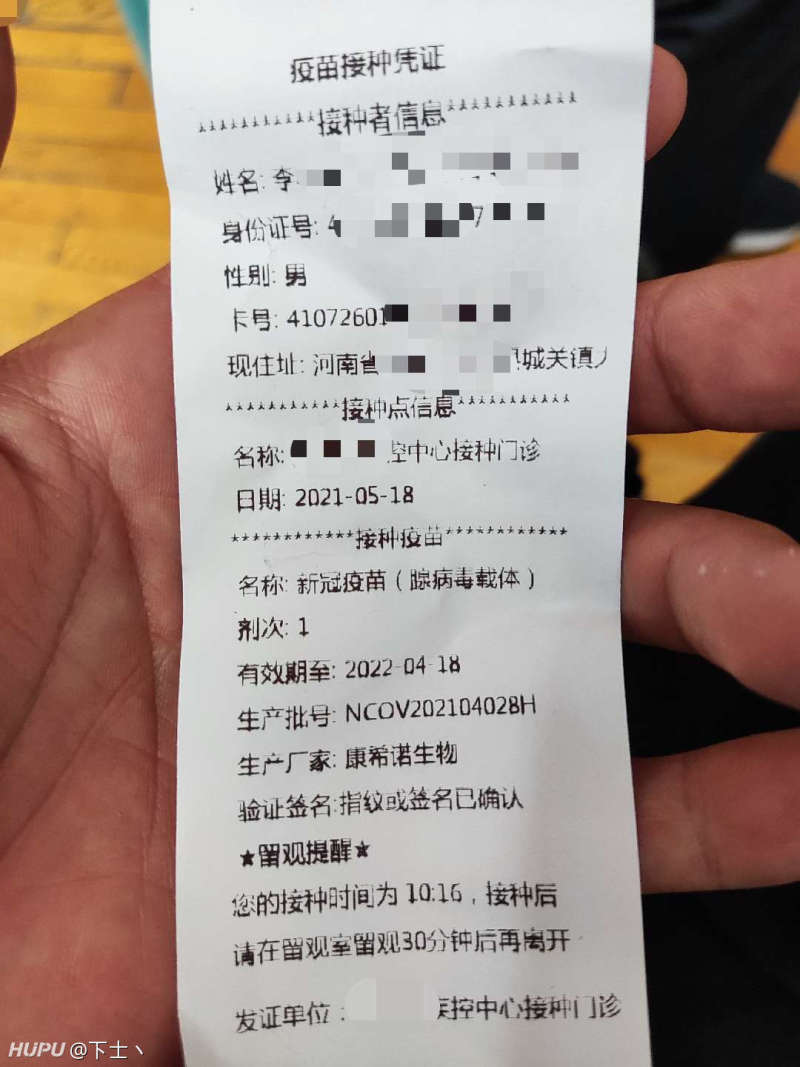 疫苗接种凭证
***********接种者信息***********
姓名: 李
身份证号: 4 7
性别: 男
卡号: 41072601
现住址: 河南省 城关镇
***********接种点信息***********
名称: 控中心接种门诊
日期: 2021-05-18
***********接种疫苗***********
名称: 新冠疫苗（腺病毒载体）
剂次: 1
有效期至: 2022-04-18
生产批号: NCOV202104028H
生产厂家: 康希诺生物
验证签名:指纹或签名已确认
★留观提醒★
您的接种时间为 10:16，接种后
请在留观室留观30分钟后再离开
发证单位: 疾控中心接种门诊
HUPU @下士丶